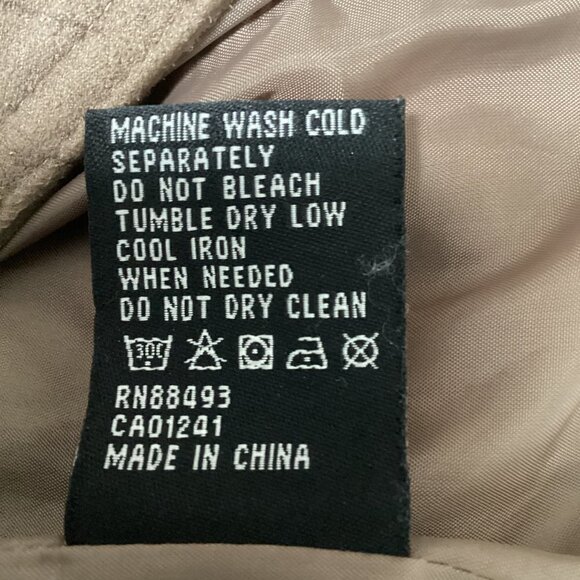 MACHINE WASH COLD
SEPARATELY
DO NOT BLEACH
TUMBLE DRY LOW
COOL IRON
WHEN NEEDED
DO NOT DRY CLEAN
30C
RN88493
CA01241
MADE IN CHINA